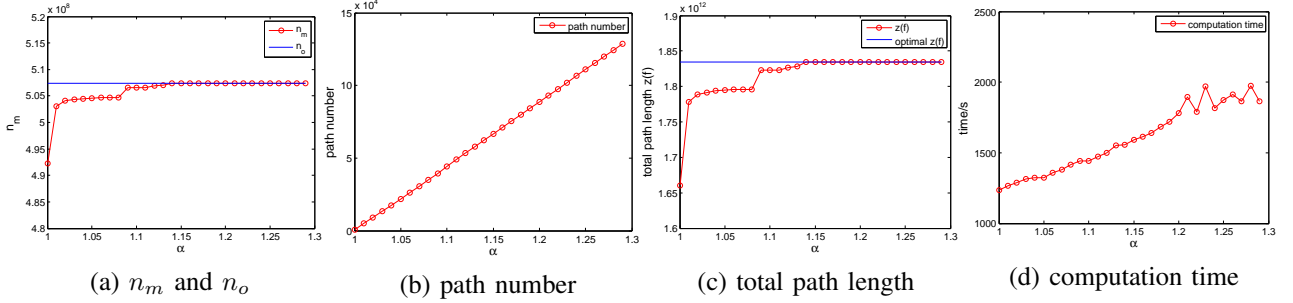 x 10⁸
5.2
5.15
5.1
5.05
5
4.95
4.9
4.85
4.8
n_m
1
1.05
1.1
1.15
1.2
1.25
1.3
α
n_m
n_o
(a) n_m and n_o
x 10⁴
15
10
5
0
path number
1
1.05
1.1
1.15
1.2
1.25
1.3
α
path number
(b) path number
x 10¹²
1.9
1.85
1.8
1.75
1.7
1.65
1.6
total path length z(f)
1
1.05
1.1
1.15
1.2
1.25
1.3
α
z(f)
optimal z(f)
(c) total path length
2500
2000
1500
1000
time/s
1
1.05
1.1
1.15
1.2
1.25
1.3
α
computation time
(d) computation time